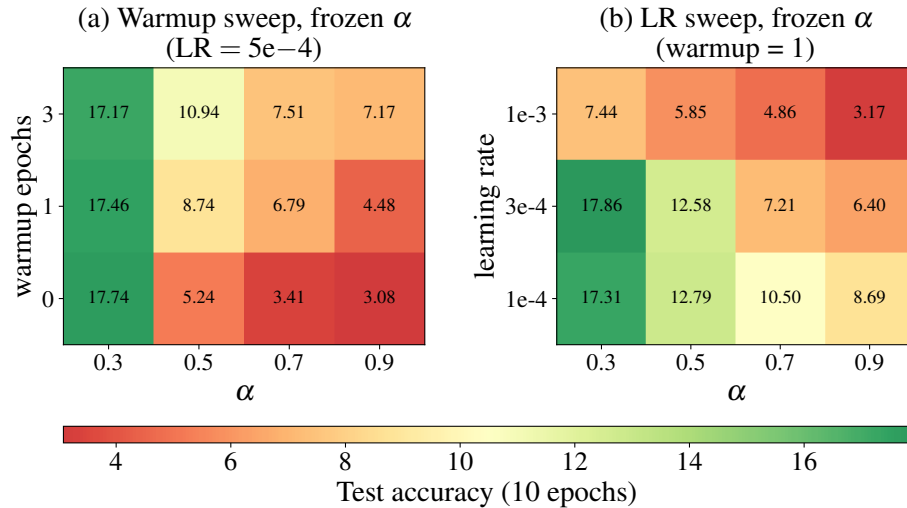 (a) Warmup sweep, frozen α
(LR = 5e−4)
warmup epochs
3
17.17 10.94 7.51 7.17
1
17.46 8.74 6.79 4.48
0
17.74 5.24 3.41 3.08
0.3 0.5 0.7 0.9
α
(b) LR sweep, frozen α
(warmup = 1)
learning rate
1e-3
7.44 5.85 4.86 3.17
3e-4
17.86 12.58 7.21 6.40
1e-4
17.31 12.79 10.50 8.69
0.3 0.5 0.7 0.9
α
4 6 8 10 12 14 16
Test accuracy (10 epochs)